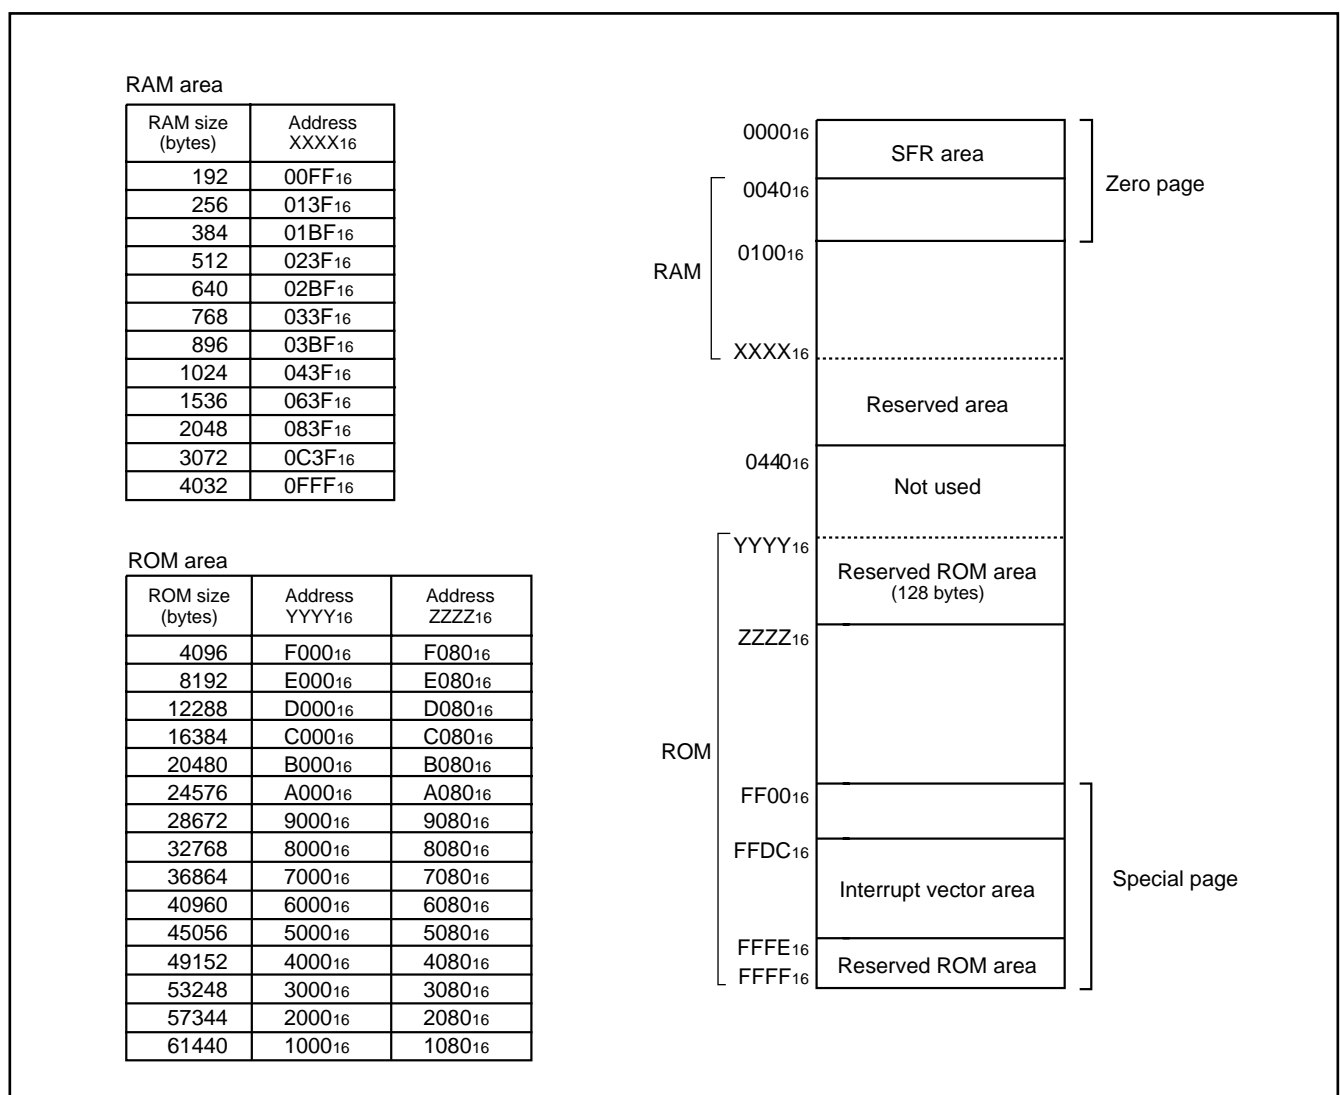 RAM area
RAM size (bytes) Address XXXX16
192 00FF16
256 013F16
384 01BF16
512 023F16
640 02BF16
768 033F16
896 03BF16
1024 043F16
1536 063F16
2048 083F16
3072 0C3F16
4032 0FFF16
ROM area
ROM size (bytes) Address YYYY16 Address ZZZZ16
4096 F00016 F08016
8192 E00016 E08016
12288 D00016 D08016
16384 C00016 C08016
20480 B00016 B08016
24576 A00016 A08016
28672 900016 908016
32768 800016 808016
36864 700016 708016
40960 600016 608016
45056 500016 508016
49152 400016 408016
53248 300016 308016
57344 200016 208016
61440 100016 108016
000016
SFR area
Zero page
004016
010016
RAM
XXXX16
Reserved area
044016
Not used
YYYY16
Reserved ROM area
(128 bytes)
ZZZZ16
ROM
FF0016
FFDC16
Interrupt vector area
Special page
FFFE16
Reserved ROM area
FFFF16